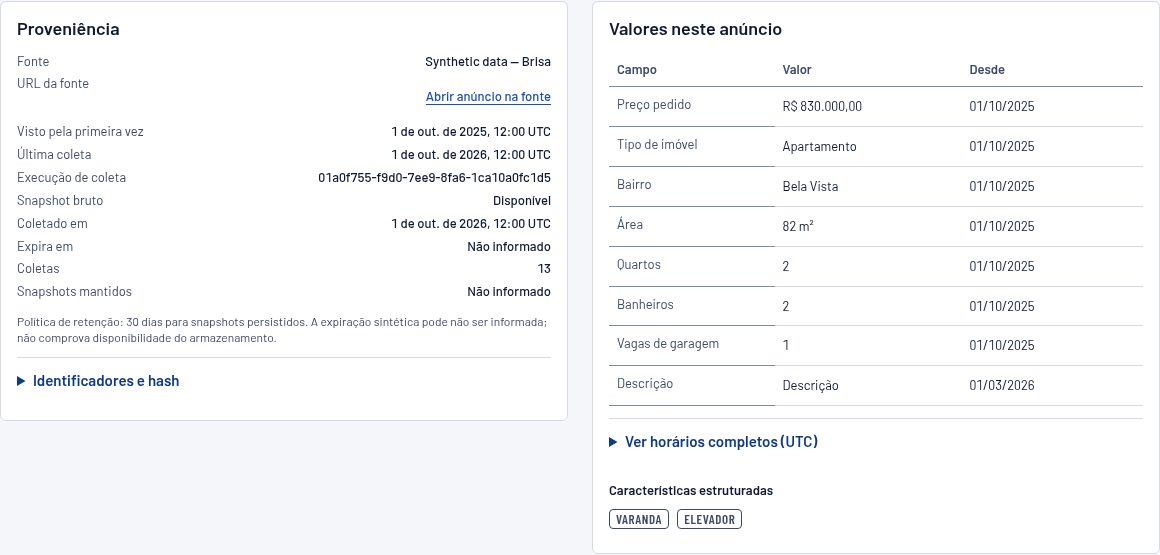 Proveniência
Fonte Synthetic data — Brisa
URL da fonte
Abrir anúncio na fonte
Visto pela primeira vez 1 de out. de 2025, 12:00 UTC
Última coleta 1 de out. de 2026, 12:00 UTC
Execução de coleta 01a0f755-f9d0-7ee9-8fa6-1ca10a0fc1d5
Snapshot bruto Disponível
Coletado em 1 de out. de 2026, 12:00 UTC
Expira em Não informado
Coletas 13
Snapshots mantidos Não informado
Política de retenção: 30 dias para snapshots persistidos. A expiração sintética pode não ser informada;
não comprova disponibilidade do armazenamento.
Identificadores e hash
Valores neste anúncio
Campo Valor Desde
Preço pedido R$ 830.000,00 01/10/2025
Tipo de imóvel Apartamento 01/10/2025
Bairro Bela Vista 01/10/2025
Área 82 m² 01/10/2025
Quartos 2 01/10/2025
Banheiros 2 01/10/2025
Vagas de garagem 1 01/10/2025
Descrição Descrição 01/03/2026
Ver horários completos (UTC)
Características estruturadas
VARANDA ELEVADOR